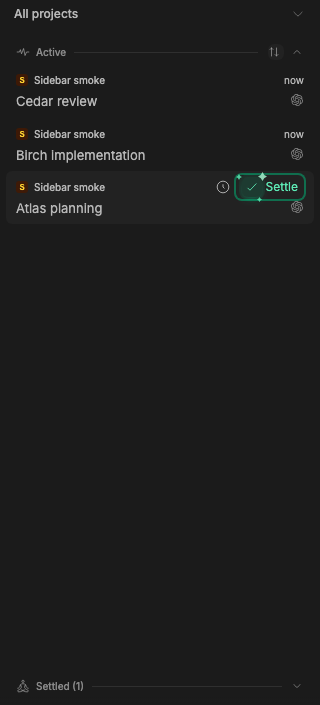 All projects
Active
S Sidebar smoke now
Cedar review
S Sidebar smoke now
Birch implementation
S Sidebar smoke Settle
Atlas planning
Settled (1)